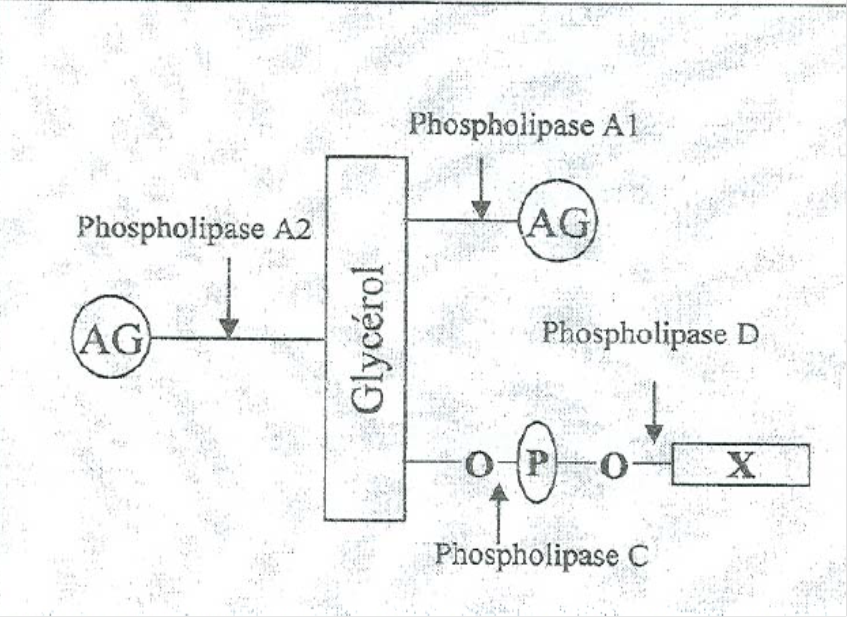 Phospholipase A1
AG
Phospholipase A2
AG
Glycérol
Phospholipase D
O P O X
Phospholipase C